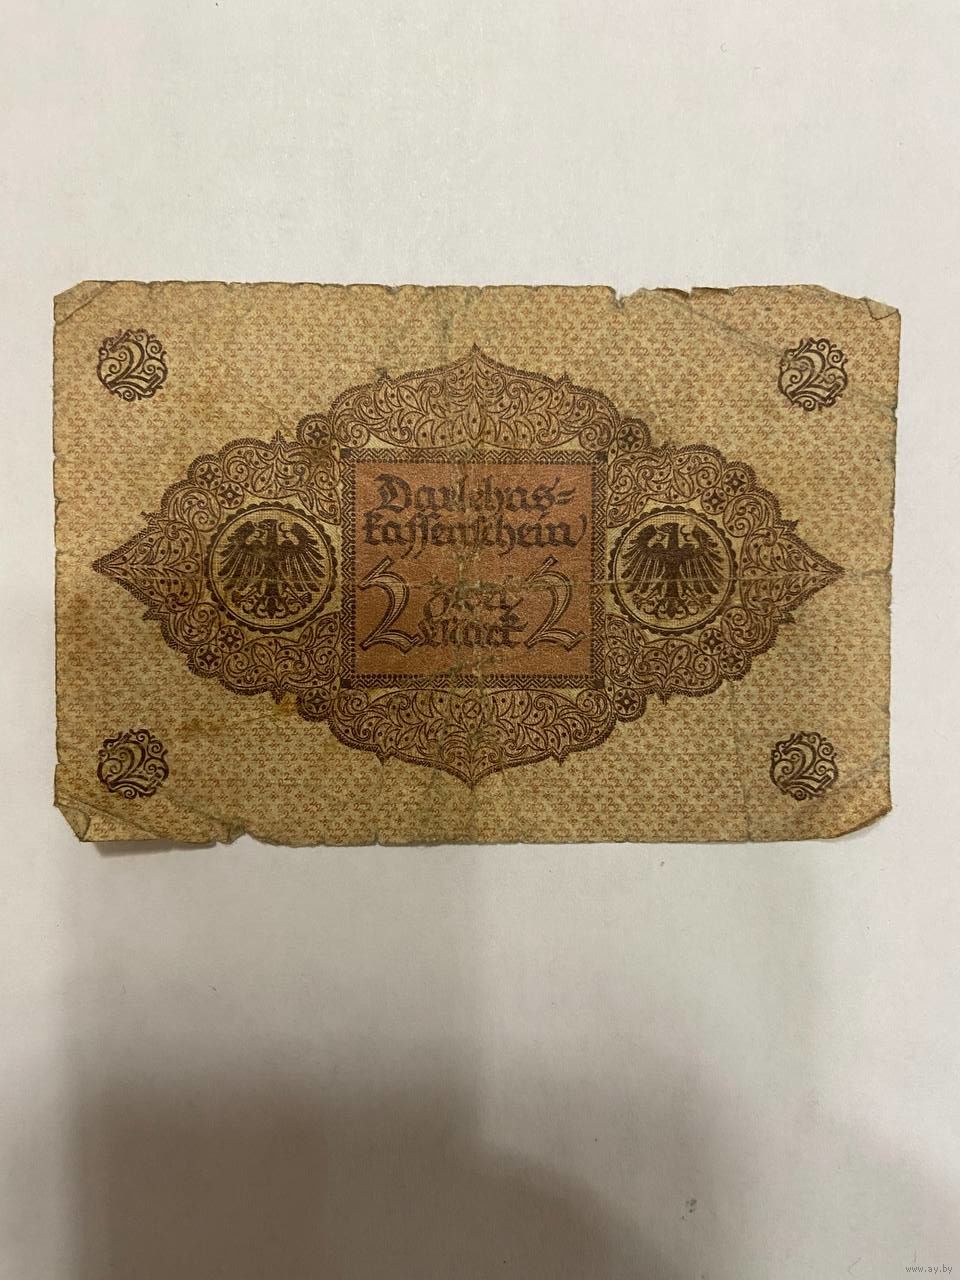 2 2
Darlehns=
kassenschein
2 Zwei 2
Mark
2 2
www.ay.by